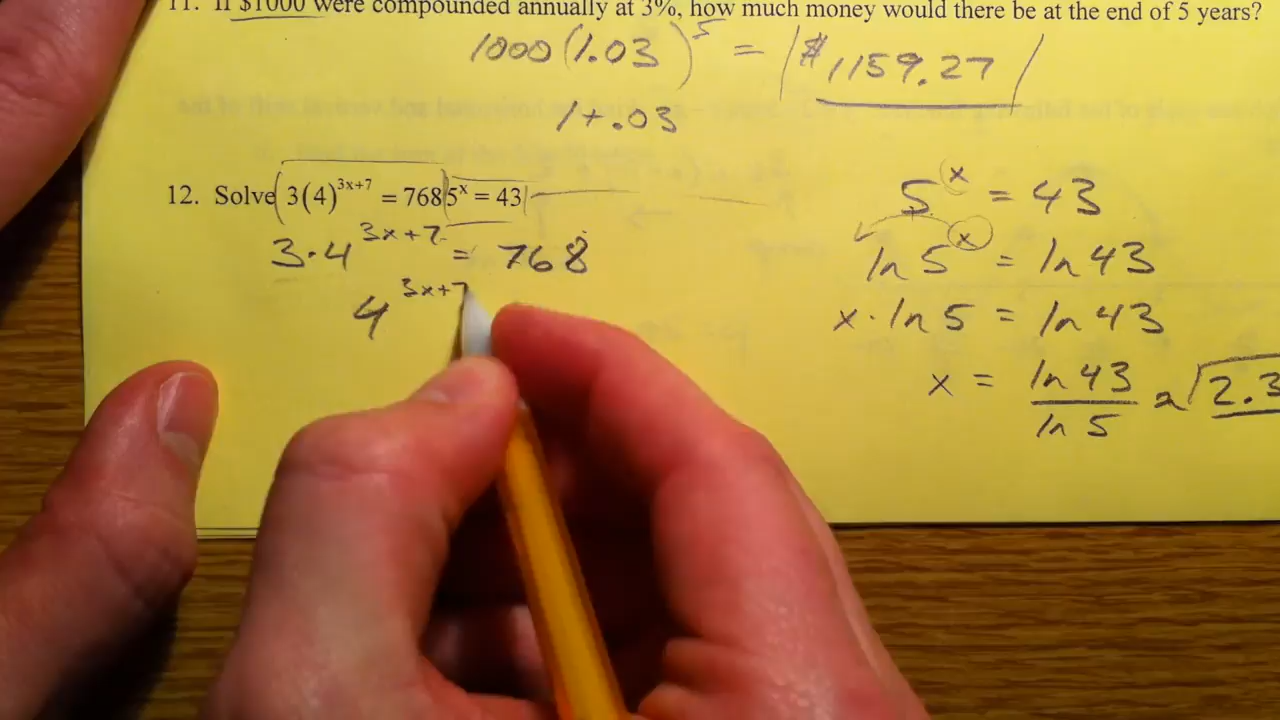 11. If $1000 were compounded annually at 3%, how much money would there be at the end of 5 years?
1000(1.03)^5 = $1159.27
1+.03
12. Solve 3(4)^{3x+7} = 768 5^x = 43
3·4^{3x+7} = 768
4^{3x+7}
5^x = 43
ln 5^x = ln 43
x·ln 5 = ln 43
x = ln 43 / ln 5 ≈ 2.3